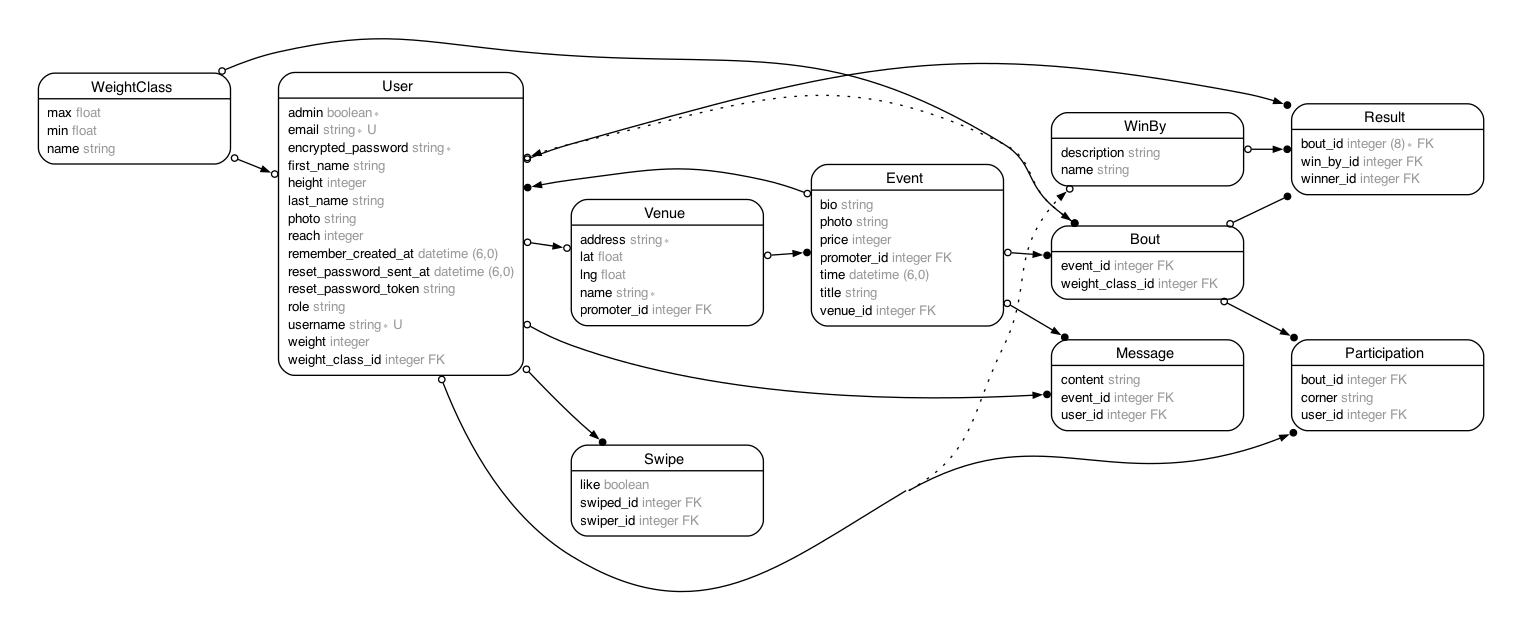 WeightClass
max float
min float
name string
User
admin boolean ∗
email string ∗ U
encrypted_password string ∗
first_name string
height integer
last_name string
photo string
reach integer
remember_created_at datetime (6,0)
reset_password_sent_at datetime (6,0)
reset_password_token string
role string
username string ∗ U
weight integer
weight_class_id integer FK
Venue
address string ∗
lat float
lng float
name string ∗
promoter_id integer FK
Swipe
like boolean
swiped_id integer FK
swiper_id integer FK
Event
bio string
photo string
price integer
promoter_id integer FK
time datetime (6,0)
title string
venue_id integer FK
WinBy
description string
name string
Bout
event_id integer FK
weight_class_id integer FK
Message
content string
event_id integer FK
user_id integer FK
Result
bout_id integer (8) ∗ FK
win_by_id integer FK
winner_id integer FK
Participation
bout_id integer FK
corner string
user_id integer FK